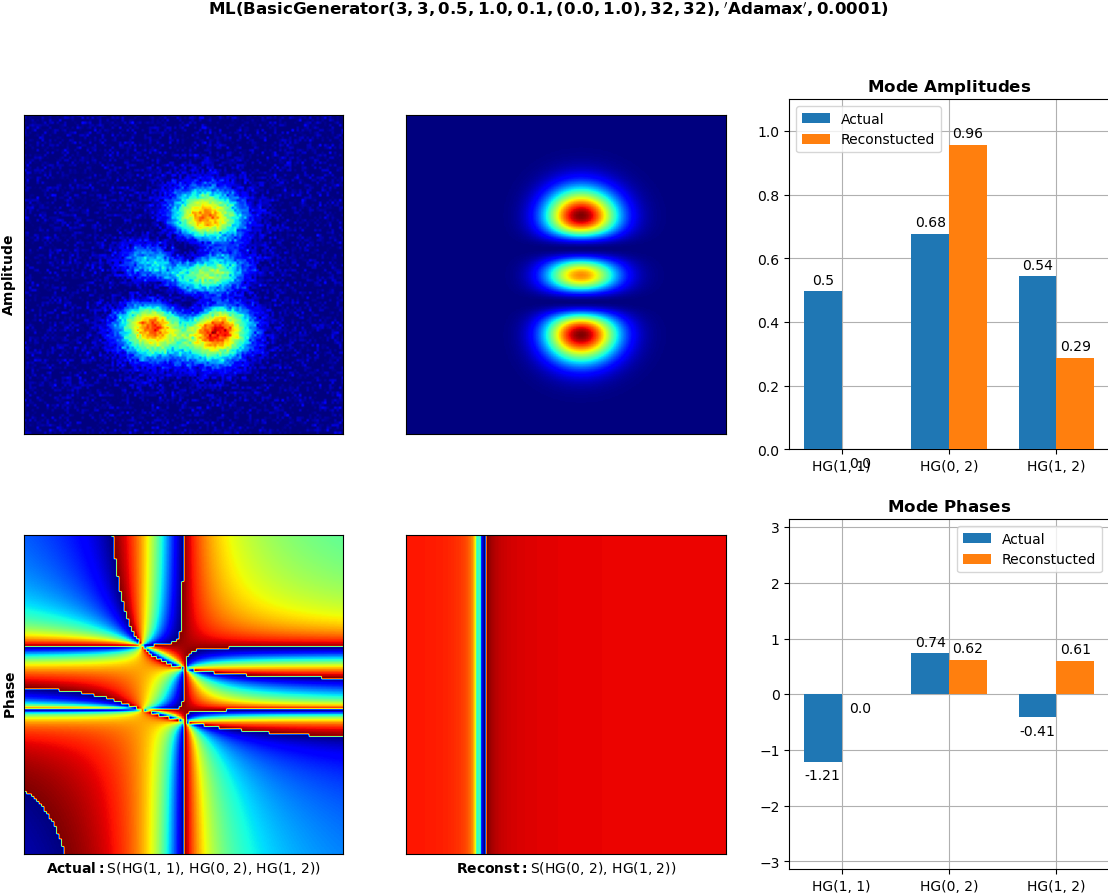 ML(BasicGenerator(3, 3, 0.5, 1.0, 0.1, (0.0, 1.0), 32, 32), 'Adamax', 0.0001)
Amplitude
Mode Amplitudes
Actual
Reconstucted
1.0
0.8
0.6
0.4
0.2
0.0
0.5
0.0
0.68
0.96
0.54
0.29
HG(1, 1)
HG(0, 2)
HG(1, 2)
Phase
Actual: S(HG(1, 1), HG(0, 2), HG(1, 2))
Reconst: S(HG(0, 2), HG(1, 2))
Mode Phases
Actual
Reconstucted
3
2
1
0
−1
−2
−3
-1.21
0.0
0.74
0.62
-0.41
0.61
HG(1, 1)
HG(0, 2)
HG(1, 2)